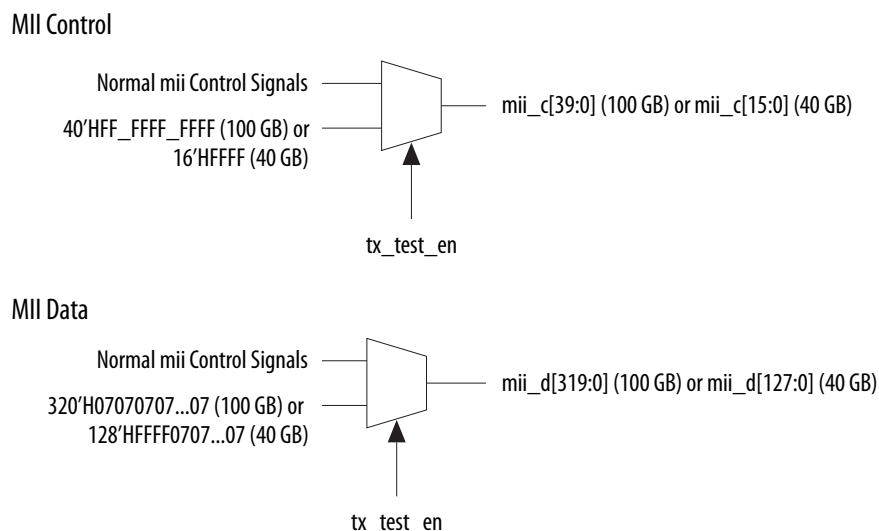 MII Control
Normal mii Control Signals
mii_c[39:0] (100 GB) or mii_c[15:0] (40 GB)
40’HFF_FFFF_FFFF (100 GB) or
16’HFFFF (40 GB)
tx_test_en
MII Data
Normal mii Control Signals
mii_d[319:0] (100 GB) or mii_d[127:0] (40 GB)
320’H07070707...07 (100 GB) or
128’HFFFF0707...07 (40 GB)
tx_test_en